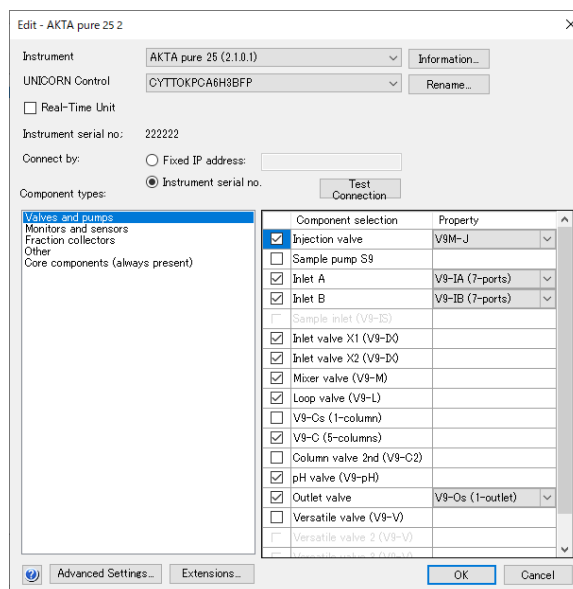 Edit - AKTA pure 25 2
Instrument
AKTA pure 25 (2.1.0.1)
Information...
UNICORN Control
CYTTOKPCA6H3BFP
Rename...
Real-Time Unit
Instrument serial no:
222222
Connect by:
Fixed IP address:
Instrument serial no.
Test
Connection
Component types:
Valves and pumps
Monitors and sensors
Fraction collectors
Other
Core components (always present)
Component selection
Property
Injection valve
V9M-J
Sample pump S9
Inlet A
V9-IA (7-ports)
Inlet B
V9-IB (7-ports)
Sample inlet (V9-IS)
Inlet valve X1 (V9-IX)
Inlet valve X2 (V9-IX)
Mixer valve (V9-M)
Loop valve (V9-L)
V9-Cs (1-column)
V9-C (5-columns)
Column valve 2nd (V9-C2)
pH valve (V9-pH)
Outlet valve
V9-Os (1-outlet)
Versatile valve (V9-V)
Versatile valve 2 (V9-V)
Versatile valve 3 (V9-V)
Advanced Settings...
Extensions...
OK
Cancel